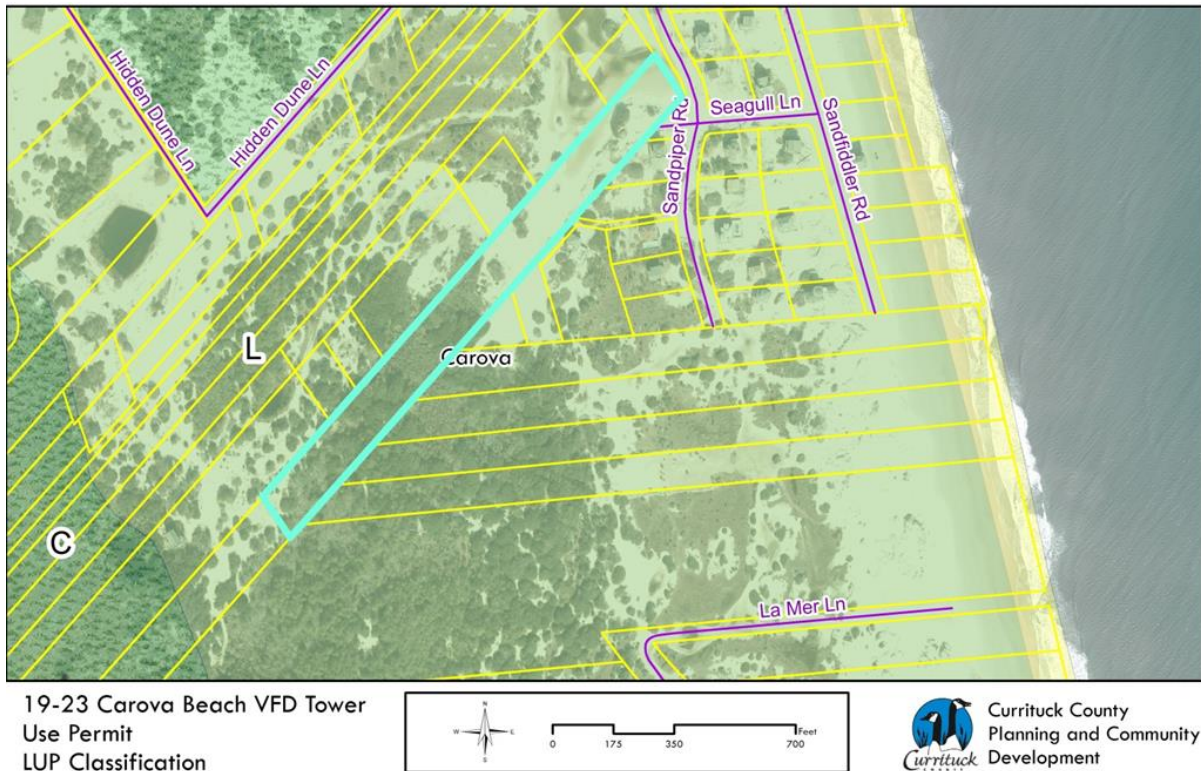 Hidden Dune Ln
Hidden Dune Ln
Sandpiper Rd
Seagull Ln
Sandfiddler Rd
L
Carova
C
La Mer Ln
19-23 Carova Beach VFD Tower
Use Permit
LUP Classification
N
W E
S
0 175 350 700
Feet
Currituck
COUNTY
Currituck County
Planning and Community
Development